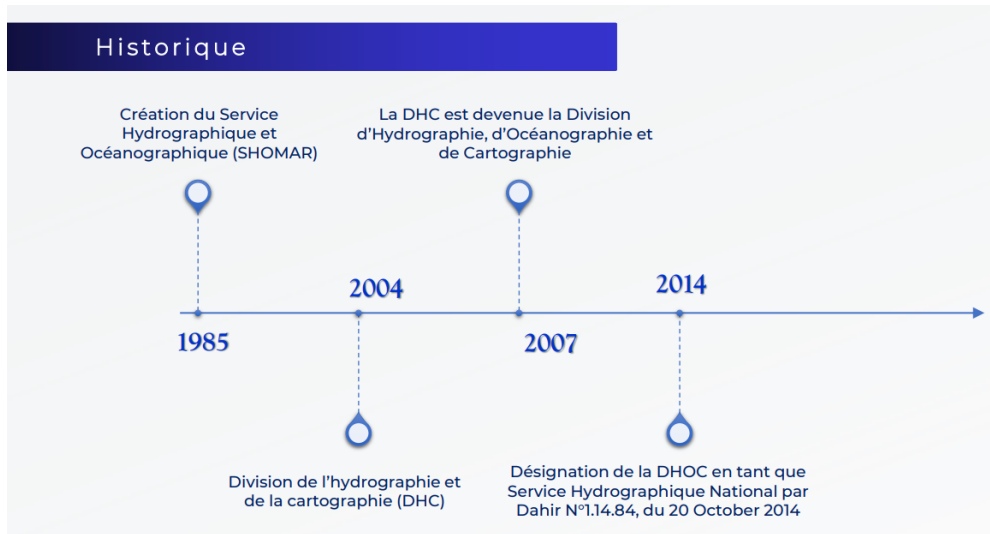 Historique
Création du Service
Hydrographique et
Océanographique (SHOMAR)
La DHC est devenue la Division
d’Hydrographie, d’Océanographie et
de Cartographie
2004
2014
1985
2007
Division de l’hydrographie et
de la cartographie (DHC)
Désignation de la DHOC en tant que
Service Hydrographique National par
Dahir N°1.14.84, du 20 October 2014